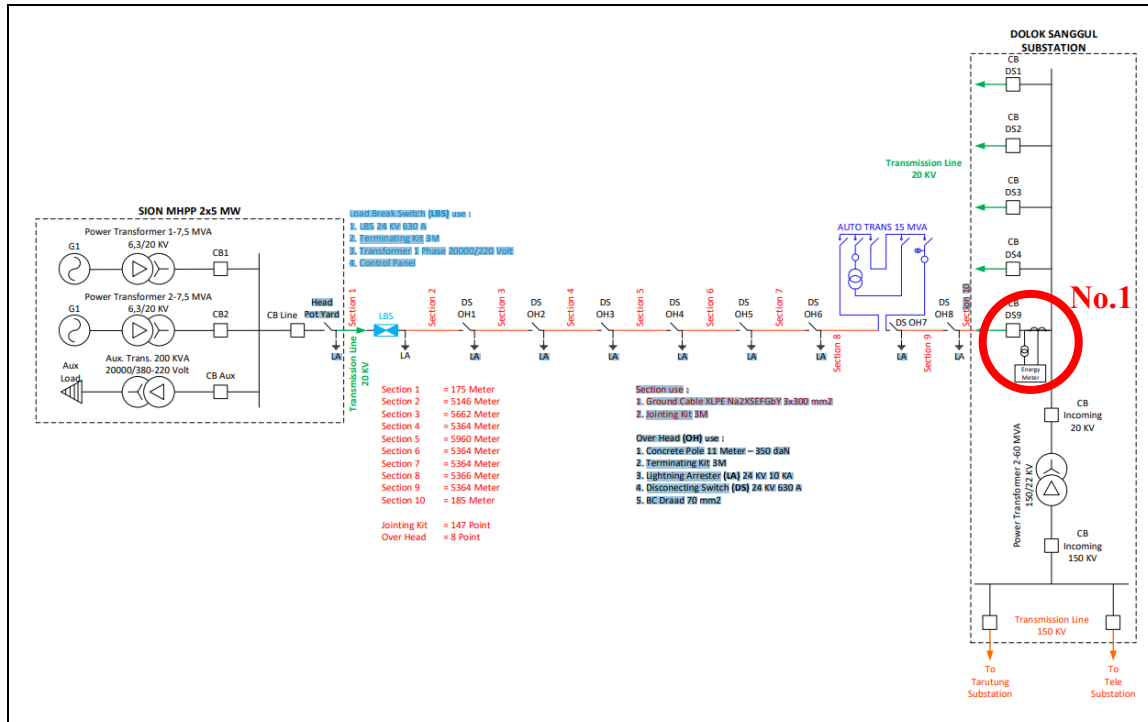 DOLOK SANGGUL
SUBSTATION
CB
DS1
CB
DS2
Transmission Line
20 KV
CB
DS3
CB
DS4
CB
DS9
No.1
Energy
Meter
CB
Incoming
20 KV
Power Transformer 2-60 MVA
150/22 KV
CB
Incoming
150 KV
Transmission Line
150 KV
To
Tarutung
Substation
To
Tele
Substation
SION MHPP 2x5 MW
Power Transformer 1-7,5 MVA
6,3/20 KV
G1
CB1
Power Transformer 2-7,5 MVA
6,3/20 KV
G1
CB2
CB Line
Aux. Trans. 200 KVA
20000/380-220 Volt
Aux
Load
CB Aux
Head
Pot Yard
LA
Transmission Line
20 KV
Load Break Switch (LBS) use :
1. LBS 24 KV 630 A
2. Terminating Kit 3M
3. Transformer 1 Phase 20000/220 Volt
4. Control Panel
Section 1
LBS
LA
Section 2
DS
OH1
LA
Section 3
DS
OH2
LA
Section 4
DS
OH3
LA
Section 5
DS
OH4
LA
Section 6
DS
OH5
LA
Section 7
DS
OH6
LA
Section 8
AUTO TRANS 15 MVA
DS OH7
LA
Section 9
DS
OH8
LA
Section 10
Section 1 = 175 Meter
Section 2 = 5146 Meter
Section 3 = 5662 Meter
Section 4 = 5364 Meter
Section 5 = 5960 Meter
Section 6 = 5364 Meter
Section 7 = 5364 Meter
Section 8 = 5366 Meter
Section 9 = 5364 Meter
Section 10 = 185 Meter
Jointing Kit = 147 Point
Over Head = 8 Point
Section use :
1. Ground Cable XLPE Na2XSEFGbY 3x300 mm2
2. Jointing Kit 3M
Over Head (OH) use :
1. Concrete Pole 11 Meter – 350 daN
2. Terminating Kit 3M
3. Lightning Arrester (LA) 24 KV 10 KA
4. Disconecting Switch (DS) 24 KV 630 A
5. BC Draad 70 mm2